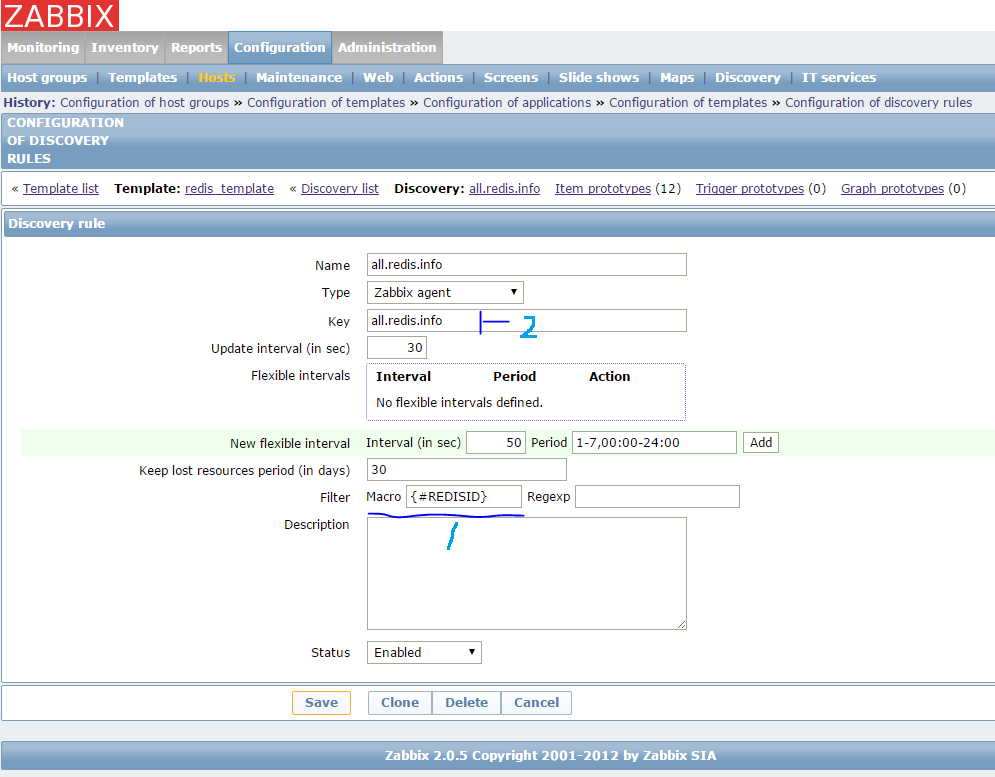 ZABBIX
Monitoring Inventory Reports Configuration Administration
Host groups | Templates | Hosts | Maintenance | Web | Actions | Screens | Slide shows | Maps | Discovery | IT services
History: Configuration of host groups » Configuration of templates » Configuration of applications » Configuration of templates » Configuration of discovery rules
CONFIGURATION
OF DISCOVERY
RULES
« Template list Template: redis_template « Discovery list Discovery: all.redis.info Item prototypes (12) Trigger prototypes (0) Graph prototypes (0)
Discovery rule
Name all.redis.info
Type Zabbix agent
Key all.redis.info 2
Update interval (in sec) 30
Flexible intervals Interval Period Action
No flexible intervals defined.
New flexible interval Interval (in sec) 50 Period 1-7,00:00-24:00 Add
Keep lost resources period (in days) 30
Filter Macro {#REDISID} Regexp
Description
1
Status Enabled
Save Clone Delete Cancel
Zabbix 2.0.5 Copyright 2001-2012 by Zabbix SIA